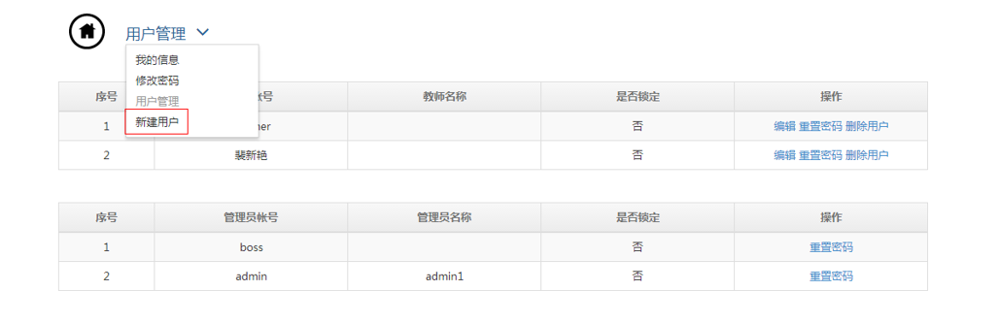 用户管理
我的信息
修改密码
用户管理
新建用户
序号 帐号 教师名称 是否锁定 操作
1 her 否 编辑 重置密码 删除用户
2 裴新艳 否 编辑 重置密码 删除用户
序号 管理员帐号 管理员名称 是否锁定 操作
1 boss 否 重置密码
2 admin admin1 否 重置密码